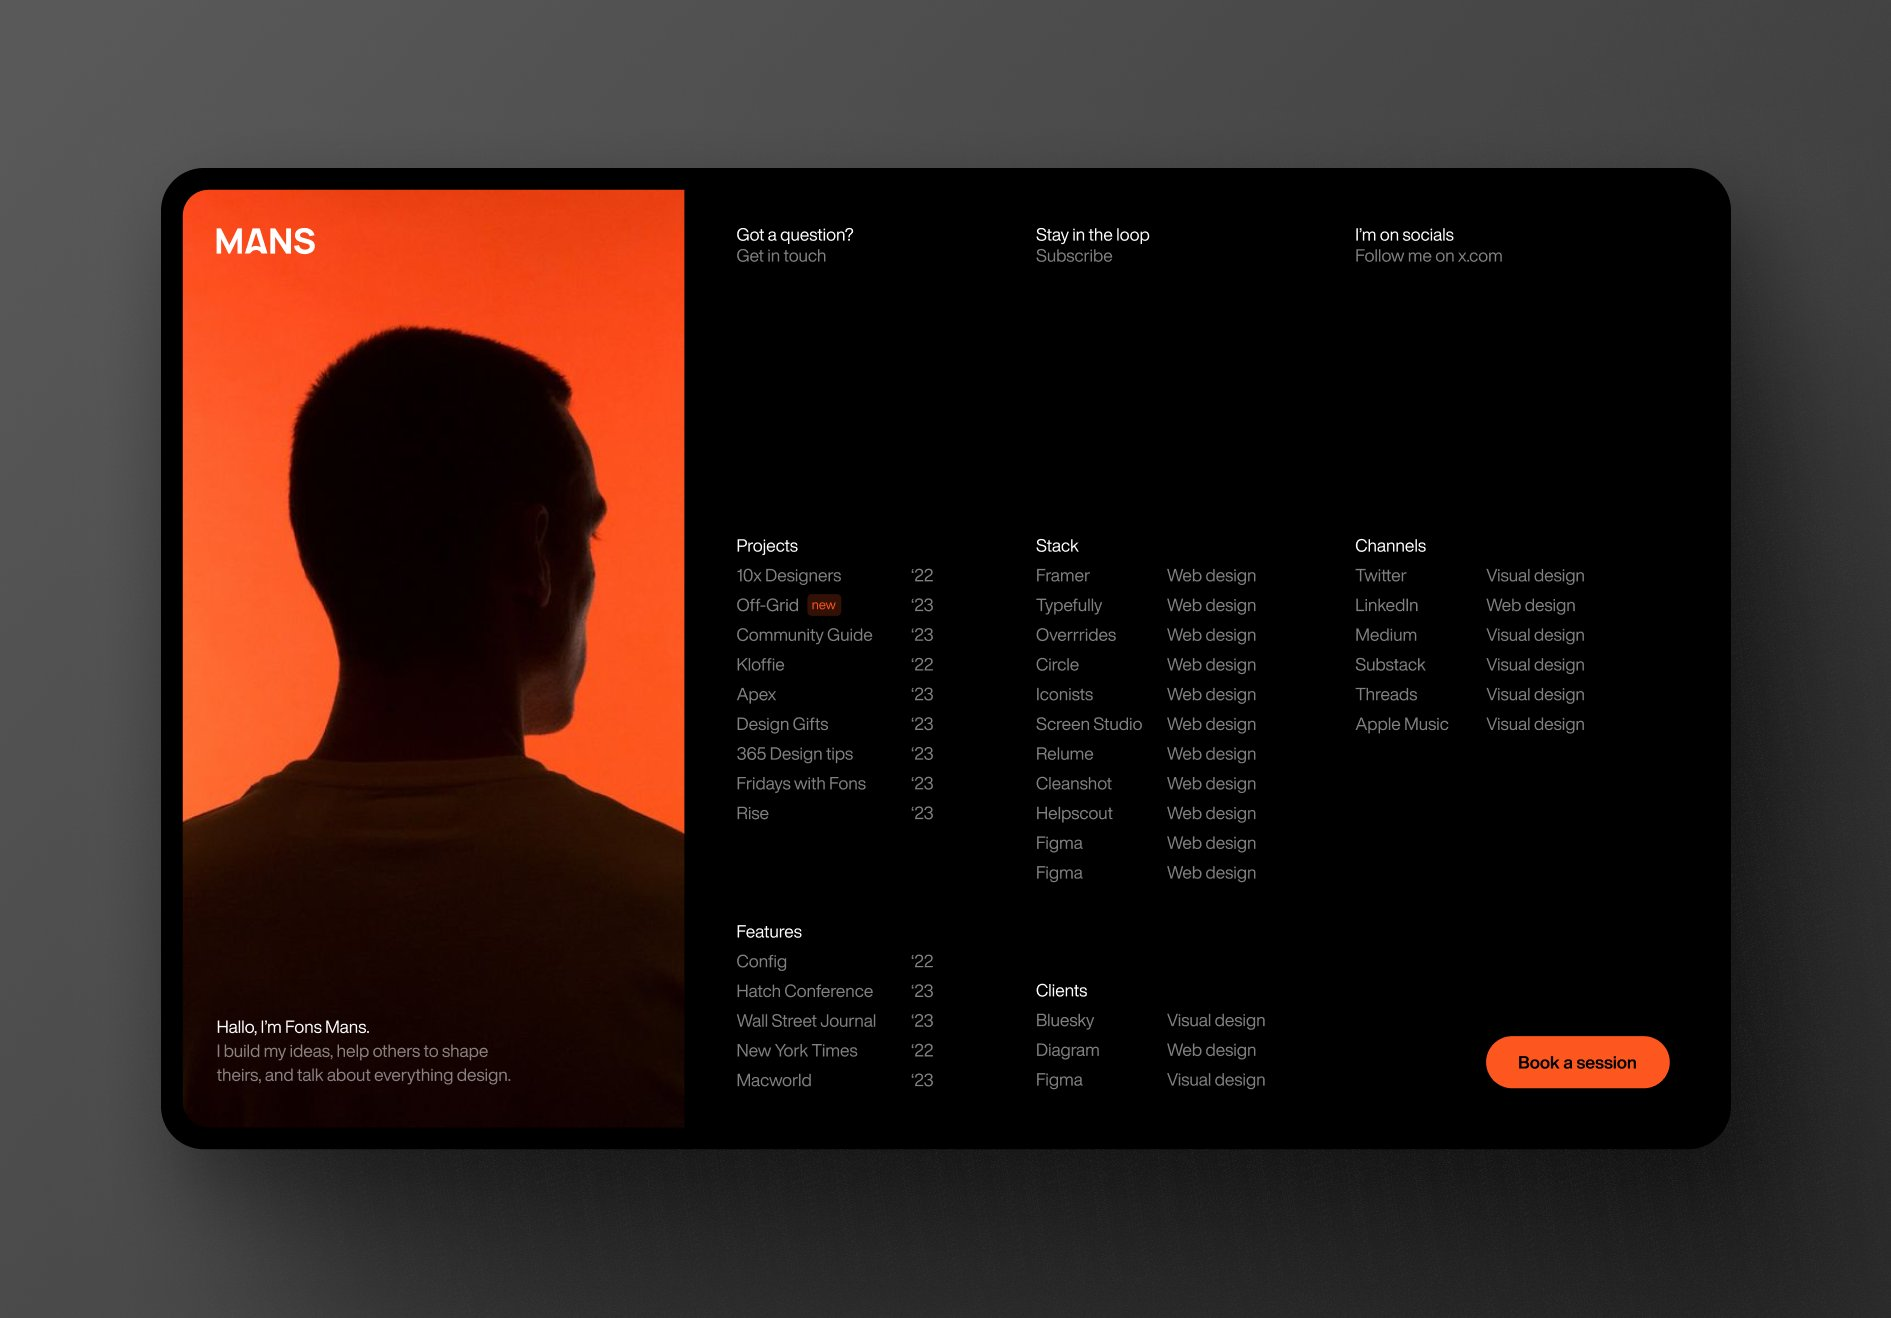 MANS
Got a question?
Get in touch
Stay in the loop
Subscribe
I'm on socials
Follow me on x.com
Projects
10x Designers ‘22
Off-Grid new ‘23
Community Guide ‘23
Kloffie ‘22
Apex ‘23
Design Gifts ‘23
365 Design tips ‘23
Fridays with Fons ‘23
Rise ‘23
Stack
Framer Web design
Typefully Web design
Overrrides Web design
Circle Web design
Iconists Web design
Screen Studio Web design
Relume Web design
Cleanshot Web design
Helpscout Web design
Figma Web design
Figma Web design
Channels
Twitter Visual design
LinkedIn Web design
Medium Visual design
Substack Visual design
Threads Visual design
Apple Music Visual design
Features
Config ‘22
Hatch Conference ‘23
Wall Street Journal ‘23
New York Times ‘22
Macworld ‘23
Clients
Bluesky Visual design
Diagram Web design
Figma Visual design
Hallo, I'm Fons Mans.
I build my ideas, help others to shape
theirs, and talk about everything design.
Book a session